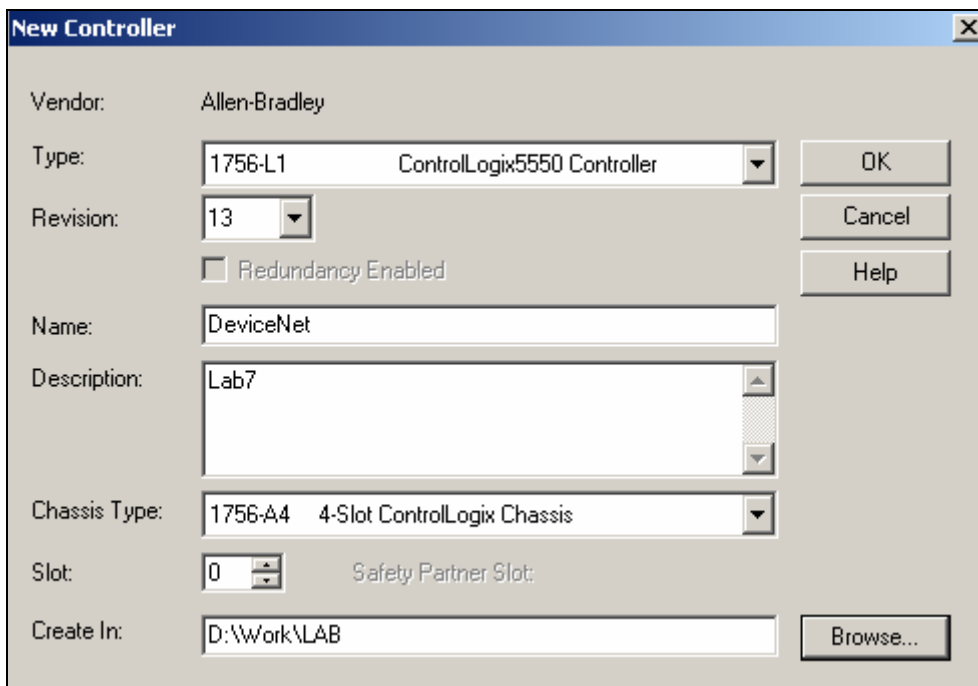 New Controller
Vendor: Allen-Bradley
Type: 1756-L1 ControlLogix5550 Controller OK
Revision: 13 Cancel
Redundancy Enabled Help
Name: DeviceNet
Description: Lab7
Chassis Type: 1756-A4 4-Slot ControlLogix Chassis
Slot: 0 Safety Partner Slot:
Create In: D:\Work\LAB Browse...